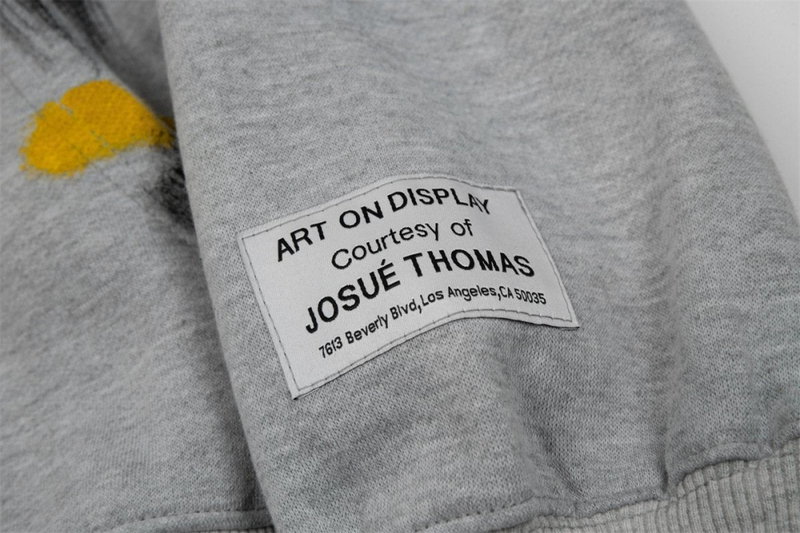 ART ON DISPLAY
Courtesy of
JOSUÉ THOMAS
7613 Beverly Blvd, Los Angeles, CA 50035